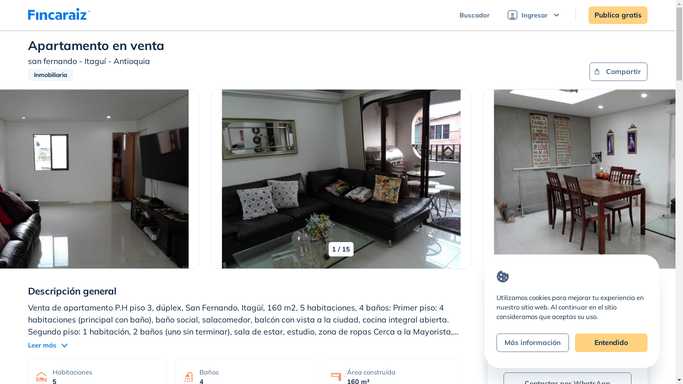 Fincaraiz
Buscador
Ingresar
Publica gratis
Apartamento en venta
san fernando - Itaguí - Antioquia
Inmobiliaria
Compartir
1 / 15
Descripción general
Venta de apartamento P.H piso 3, dúplex, San Fernando, Itagüí, 160 m2, 5 habitaciones, 4 baños: Primer piso: 4
habitaciones (principal con baño), baño social, salacomedor, balcón con vista a la ciudad, cocina integral abierta.
Segundo piso: 1 habitación, 2 baños (uno sin terminar), sala de estar, estudio, zona de ropas Cerca a la Mayorista,...
Leer más
Habitaciones
5
Baños
4
Área construida
160 m²
Utilizamos cookies para mejorar tu experiencia en
nuestro sitio web. Al continuar en el sitio
consideramos que aceptas su uso.
Más información
Entendido
Contactar por WhatsApp